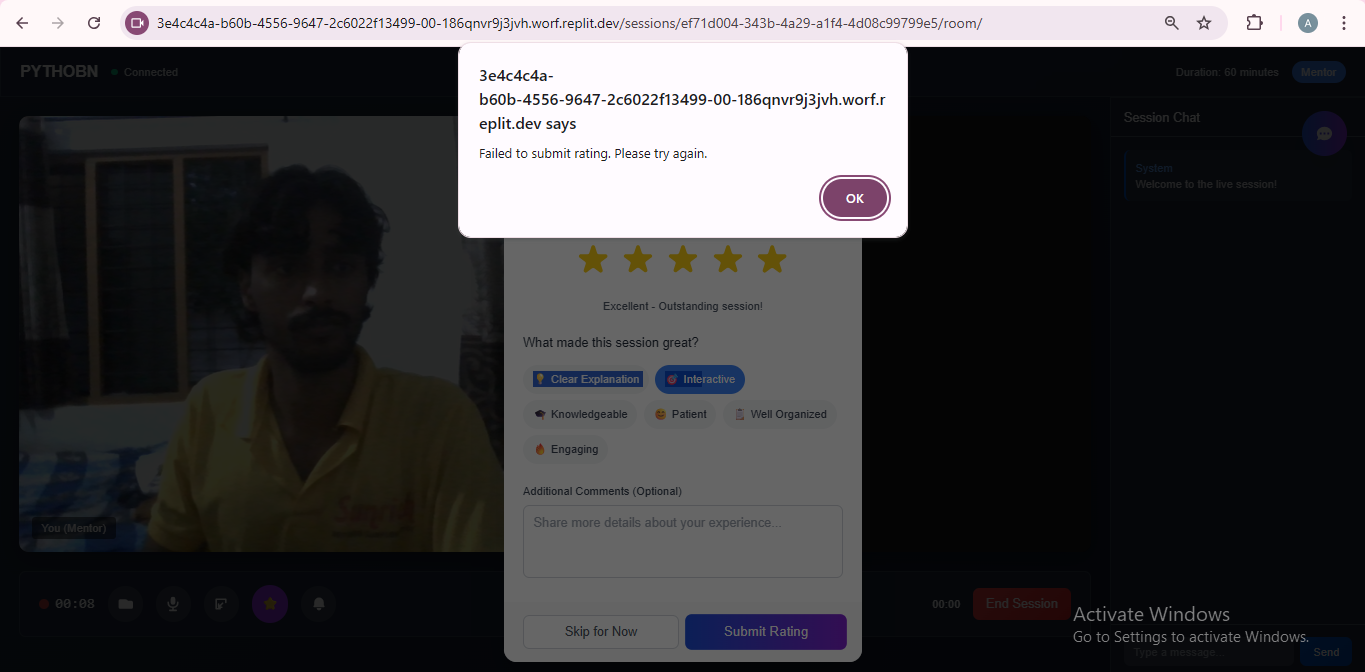 3e4c4c4a-b60b-4556-9647-2c6022f13499-00-186qnvr9j3jvh.worf.replit.dev/sessions/ef71d004-343b-4a29-a1f4-4d08c99799e5/room/
A
PYTHOBN
Connected
Duration: 60 minutes
Mentor
3e4c4c4a-
b60b-4556-9647-2c6022f13499-00-186qnvr9j3jvh.worf.r
eplit.dev says
Failed to submit rating. Please try again.
OK
Session Chat
System
Welcome to the live session!
Excellent - Outstanding session!
What made this session great?
Clear Explanation
Interactive
Knowledgeable
Patient
Well Organized
Engaging
Additional Comments (Optional)
Share more details about your experience...
You (Mentor)
00:08
Skip for Now
Submit Rating
00:00
End Session
Activate Windows
Go to Settings to activate Windows.
Type a message...
Send